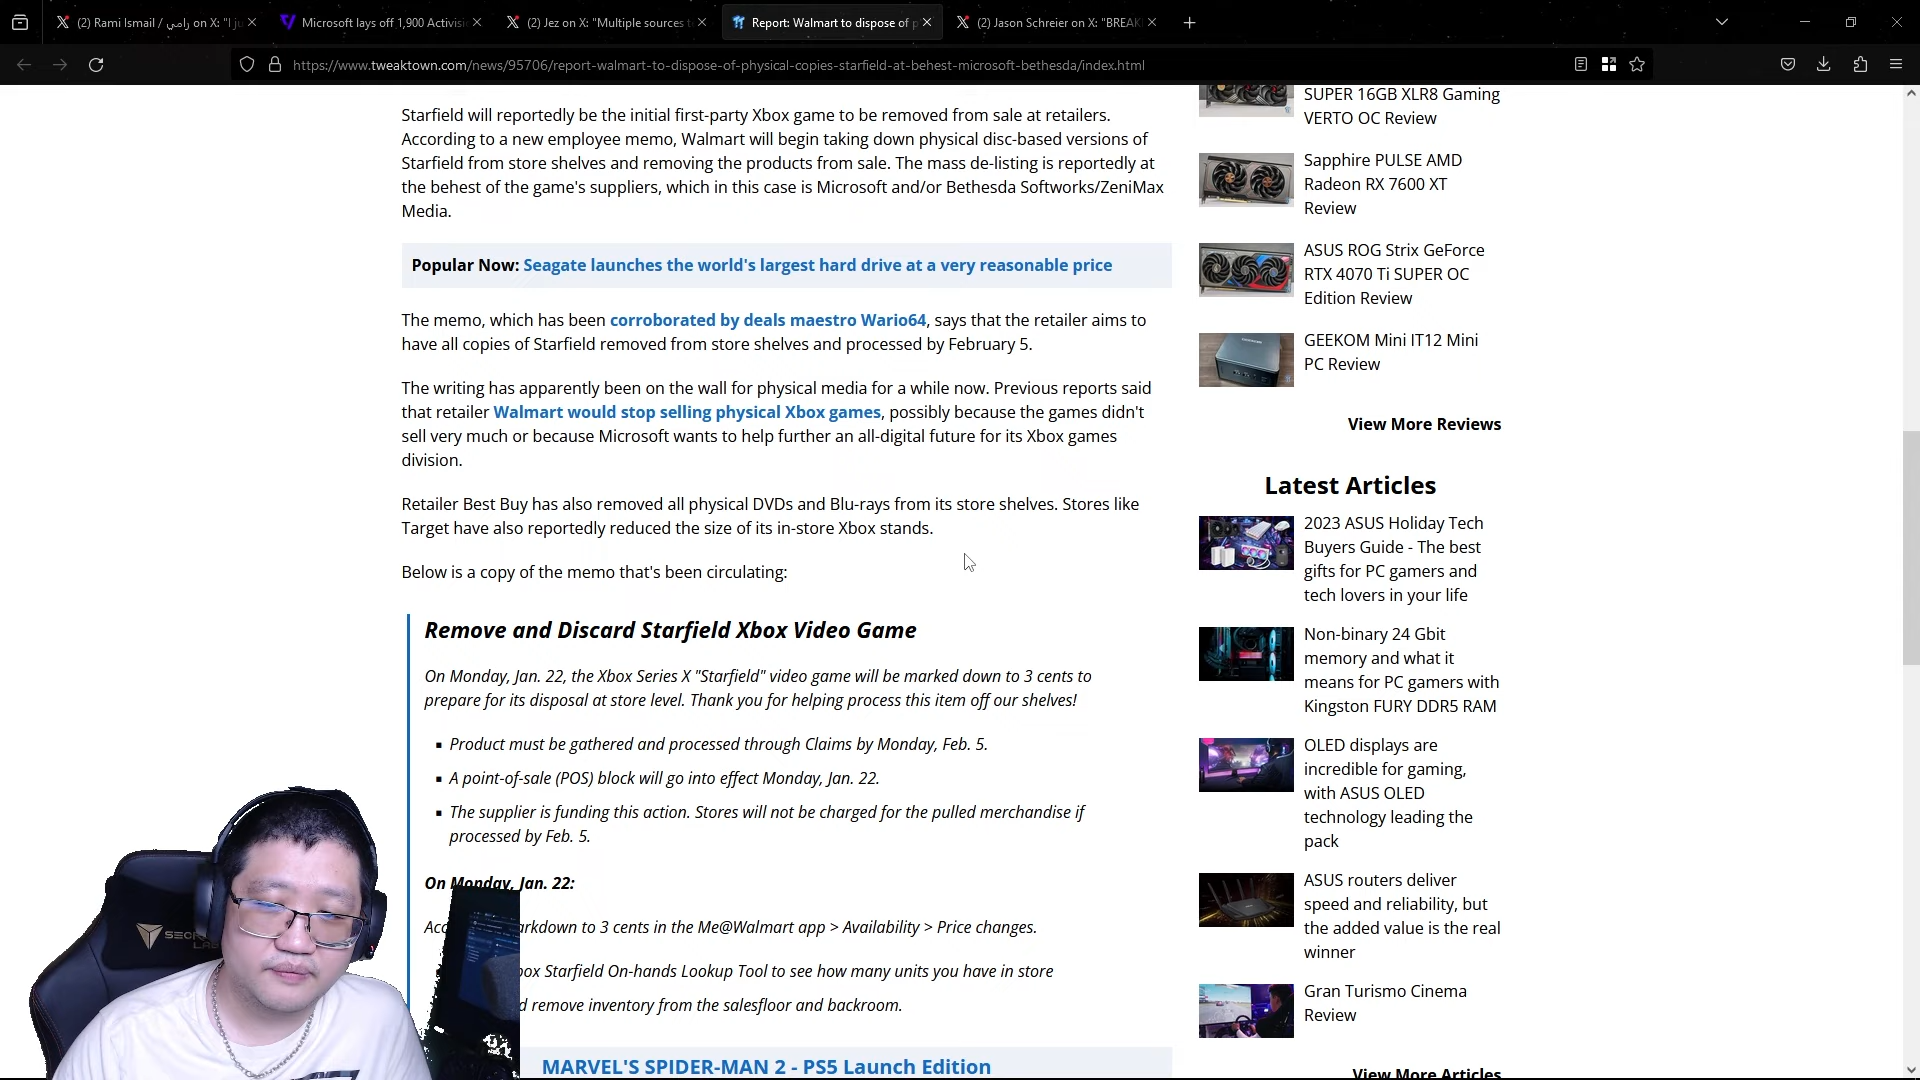 (2) Rami Ismail / رامي on X: "I ju
Microsoft lays off 1,900 Activisi
(2) Jez on X: "Multiple sources t
Report: Walmart to dispose of p
(2) Jason Schreier on X: "BREAK
https://www.tweaktown.com/news/95706/report-walmart-to-dispose-of-physical-copies-starfield-at-behest-microsoft-bethesda/index.html
Starfield will reportedly be the initial first-party Xbox game to be removed from sale at retailers.
According to a new employee memo, Walmart will begin taking down physical disc-based versions of
Starfield from store shelves and removing the products from sale. The mass de-listing is reportedly at
the behest of the game's suppliers, which in this case is Microsoft and/or Bethesda Softworks/ZeniMax
Media.
Popular Now: Seagate launches the world's largest hard drive at a very reasonable price
The memo, which has been corroborated by deals maestro Wario64, says that the retailer aims to
have all copies of Starfield removed from store shelves and processed by February 5.
The writing has apparently been on the wall for physical media for a while now. Previous reports said
that retailer Walmart would stop selling physical Xbox games, possibly because the games didn't
sell very much or because Microsoft wants to help further an all-digital future for its Xbox games
division.
Retailer Best Buy has also removed all physical DVDs and Blu-rays from its store shelves. Stores like
Target have also reportedly reduced the size of its in-store Xbox stands.
Below is a copy of the memo that's been circulating:
Remove and Discard Starfield Xbox Video Game
On Monday, Jan. 22, the Xbox Series X "Starfield" video game will be marked down to 3 cents to
prepare for its disposal at store level. Thank you for helping process this item off our shelves!
▪ Product must be gathered and processed through Claims by Monday, Feb. 5.
▪ A point-of-sale (POS) block will go into effect Monday, Jan. 22.
▪ The supplier is funding this action. Stores will not be charged for the pulled merchandise if
processed by Feb. 5.
On Monday, Jan. 22:
arkdown to 3 cents in the Me@Walmart app > Availability > Price changes.
box Starfield On-hands Lookup Tool to see how many units you have in store
d remove inventory from the salesfloor and backroom.
MARVEL'S SPIDER-MAN 2 - PS5 Launch Edition
SUPER 16GB XLR8 Gaming
VERTO OC Review
Sapphire PULSE AMD
Radeon RX 7600 XT
Review
ASUS ROG Strix GeForce
RTX 4070 Ti SUPER OC
Edition Review
GEEKOM Mini IT12 Mini
PC Review
View More Reviews
Latest Articles
2023 ASUS Holiday Tech
Buyers Guide - The best
gifts for PC gamers and
tech lovers in your life
Non-binary 24 Gbit
memory and what it
means for PC gamers with
Kingston FURY DDR5 RAM
OLED displays are
incredible for gaming,
with ASUS OLED
technology leading the
pack
ASUS routers deliver
speed and reliability, but
the added value is the real
winner
Gran Turismo Cinema
Review
View More Articles